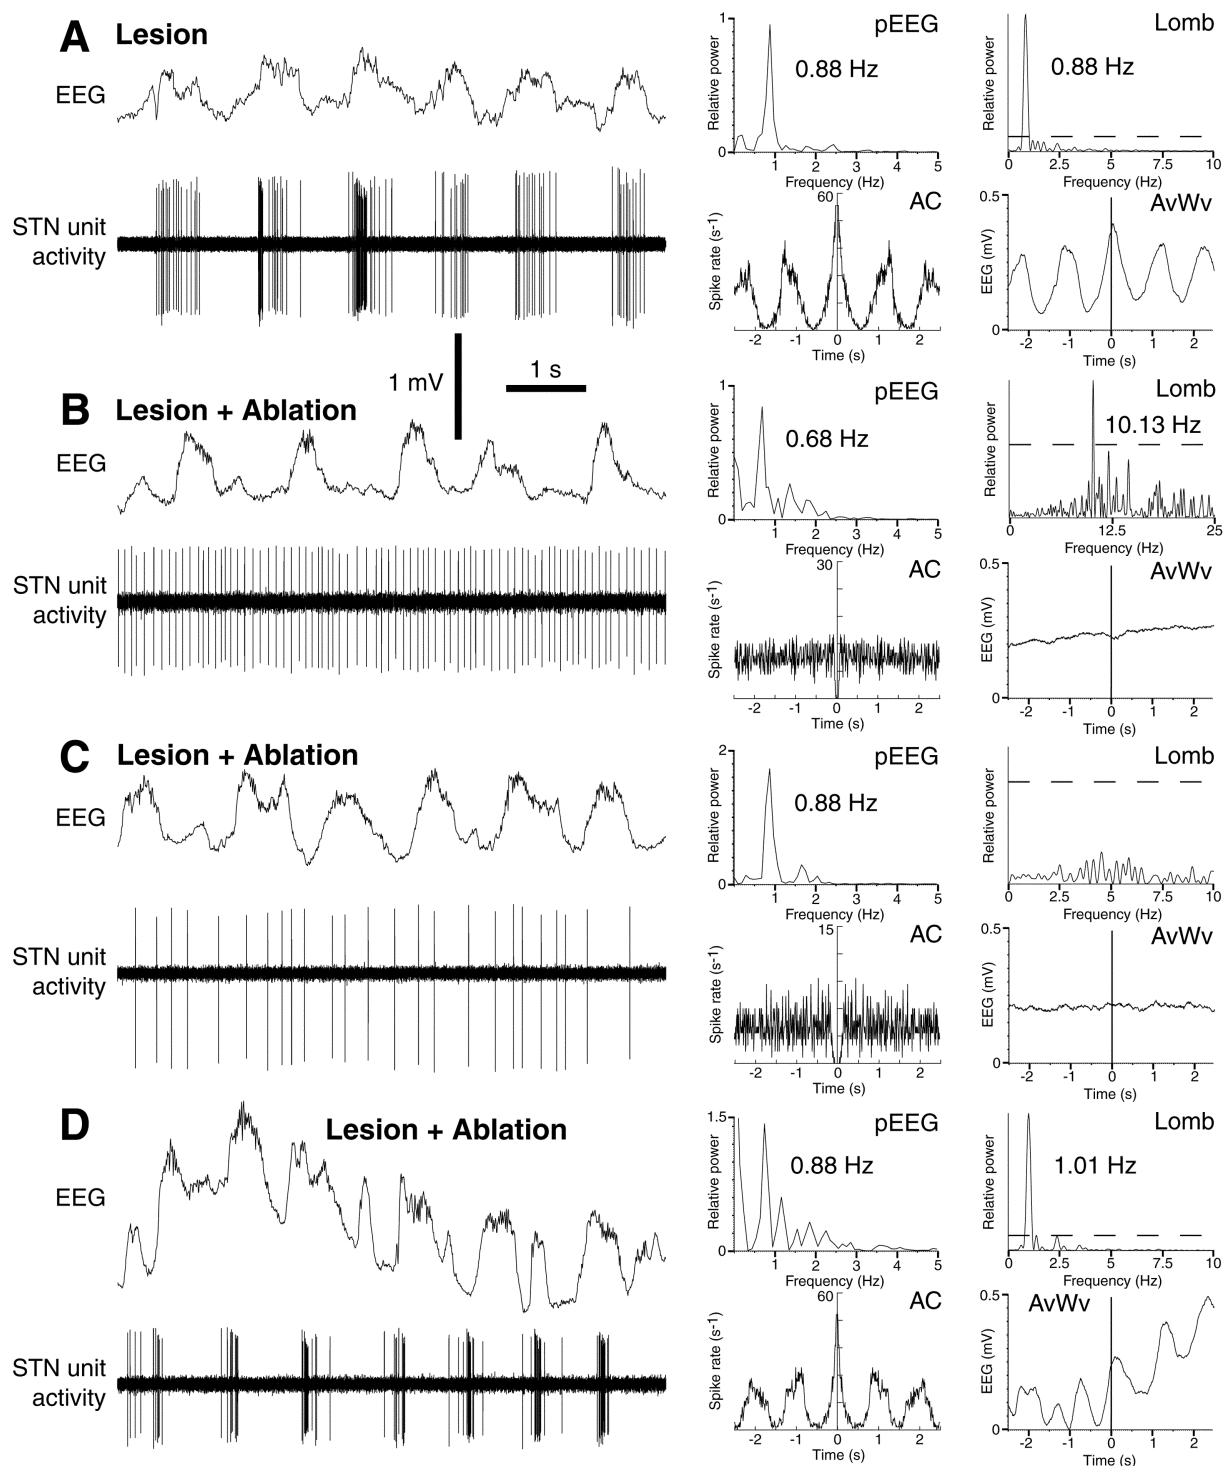 A Lesion
EEG
STN unit
activity
pEEG
0.88 Hz
Relative power
1
0
1 2 3 4 5
Frequency (Hz)
Lomb
0.88 Hz
Relative power
0 2.5 5 7.5 10
Frequency (Hz)
AC
60
Spike rate (s-1)
-2 -1 0 1 2
Time (s)
AvWv
0.5
EEG (mV)
0
-2 -1 0 1 2
Time (s)
1 mV
1 s
B Lesion + Ablation
EEG
STN unit
activity
pEEG
0.68 Hz
Relative power
1
0
1 2 3 4 5
Frequency (Hz)
Lomb
10.13 Hz
Relative power
0 12.5 25
Frequency (Hz)
AC
30
Spike rate (s-1)
-2 -1 0 1 2
Time (s)
AvWv
0.5
EEG (mV)
0
-2 -1 0 1 2
Time (s)
C Lesion + Ablation
EEG
STN unit
activity
pEEG
0.88 Hz
Relative power
2
0
1 2 3 4 5
Frequency (Hz)
Lomb
Relative power
0 2.5 5 7.5 10
Frequency (Hz)
AC
15
Spike rate (s-1)
-2 -1 0 1 2
Time (s)
AvWv
0.5
EEG (mV)
0
-2 -1 0 1 2
Time (s)
D Lesion + Ablation
EEG
STN unit
activity
pEEG
0.88 Hz
Relative power
1.5
0
1 2 3 4 5
Frequency (Hz)
Lomb
1.01 Hz
Relative power
0 2.5 5 7.5 10
Frequency (Hz)
AC
60
Spike rate (s-1)
-2 -1 0 1 2
Time (s)
AvWv
0.5
EEG (mV)
0
-2 -1 0 1 2
Time (s)